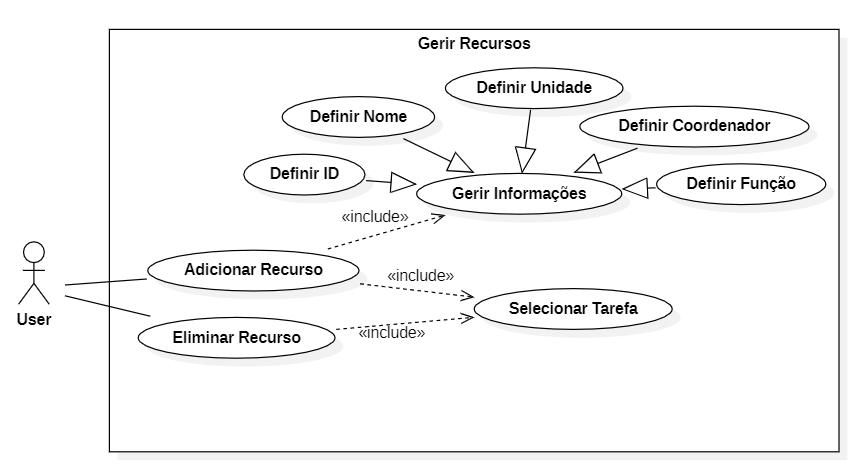 Gerir Recursos
Definir Unidade
Definir Nome
Definir Coordenador
Definir ID
Definir Função
Gerir Informações
«include»
Adicionar Recurso
«include»
Selecionar Tarefa
User
Eliminar Recurso
«include»